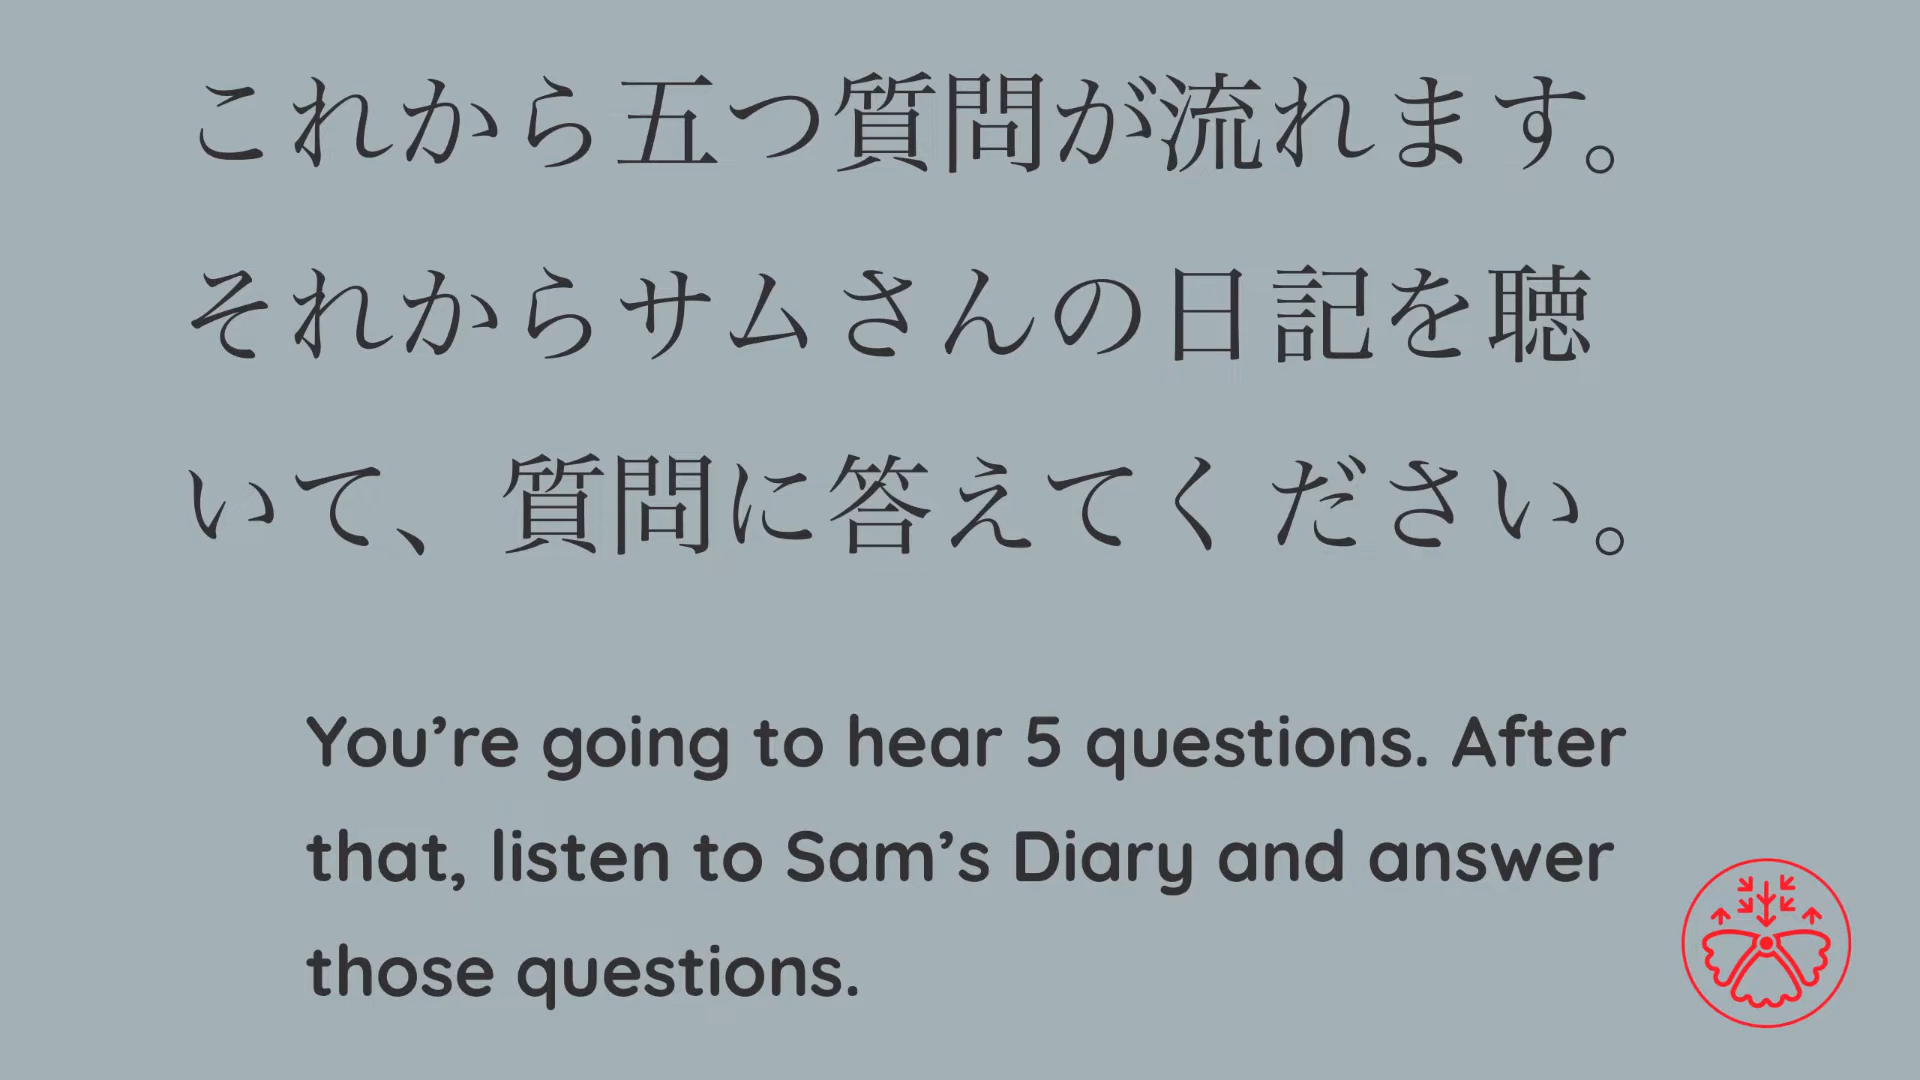 これから五つ質問が流れます。
それからサムさんの日記を聴
いて、質問に答えてください。
You’re going to hear 5 questions. After
that, listen to Sam’s Diary and answer
those questions.